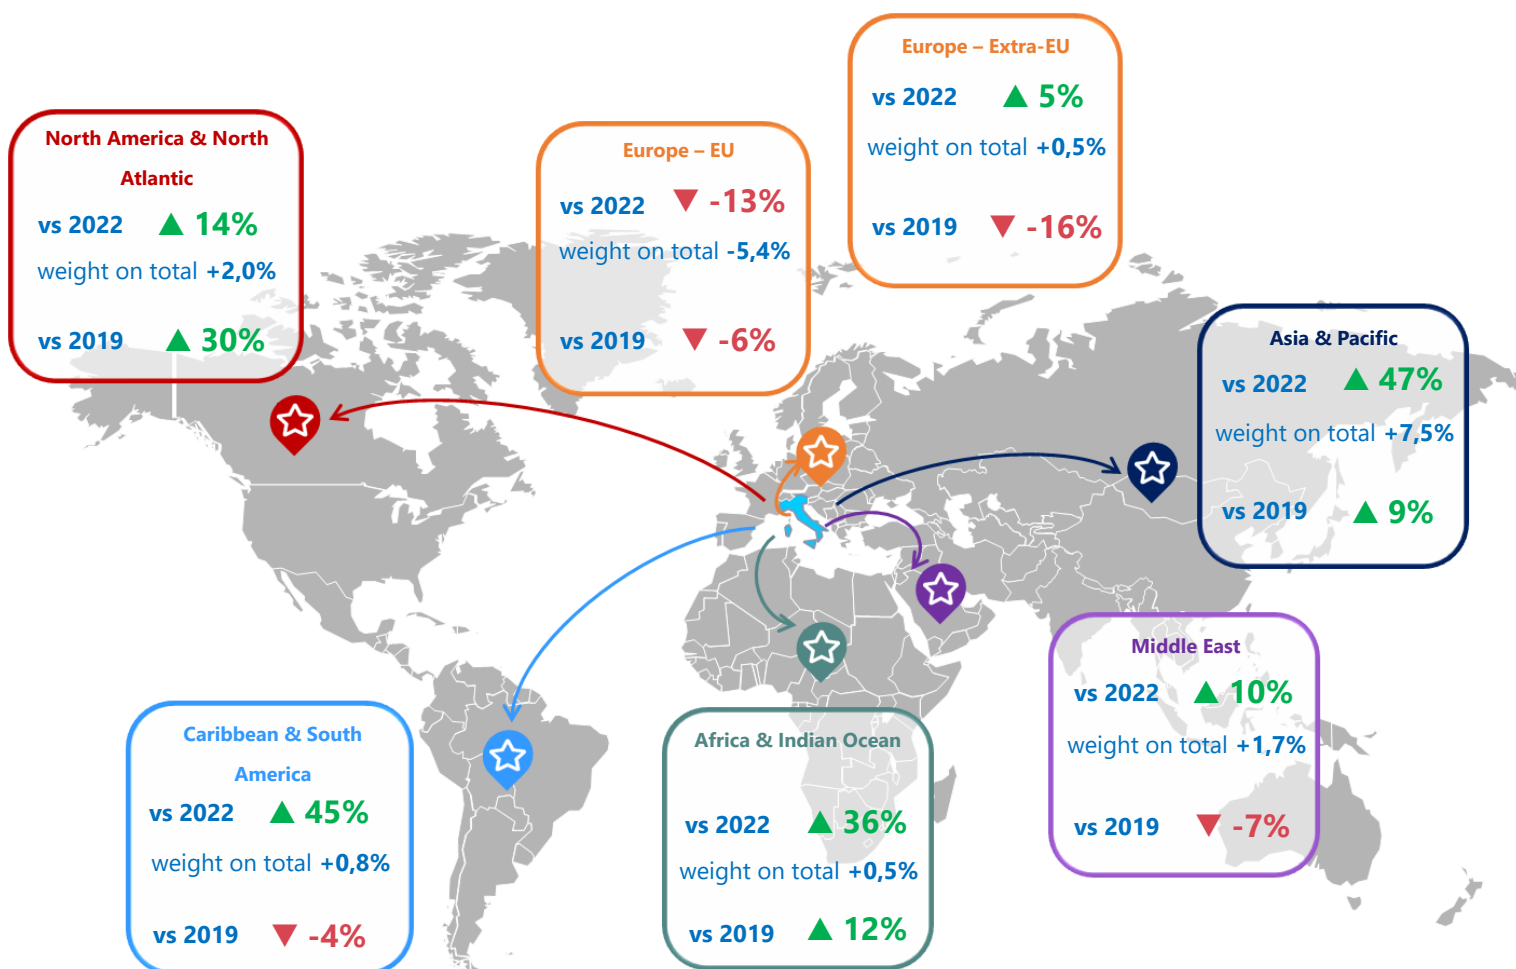 Europe – Extra-EU
vs 2022 ▲ 5%
weight on total +0,5%
vs 2019 ▼ -16%
North America & North
Atlantic
vs 2022 ▲ 14%
weight on total +2,0%
vs 2019 ▲ 30%
Europe – EU
vs 2022 ▼ -13%
weight on total -5,4%
vs 2019 ▼ -6%
Asia & Pacific
vs 2022 ▲ 47%
weight on total +7,5%
vs 2019 ▲ 9%
Middle East
vs 2022 ▲ 10%
weight on total +1,7%
vs 2019 ▼ -7%
Caribbean & South
America
vs 2022 ▲ 45%
weight on total +0,8%
vs 2019 ▼ -4%
Africa & Indian Ocean
vs 2022 ▲ 36%
weight on total +0,5%
vs 2019 ▲ 12%